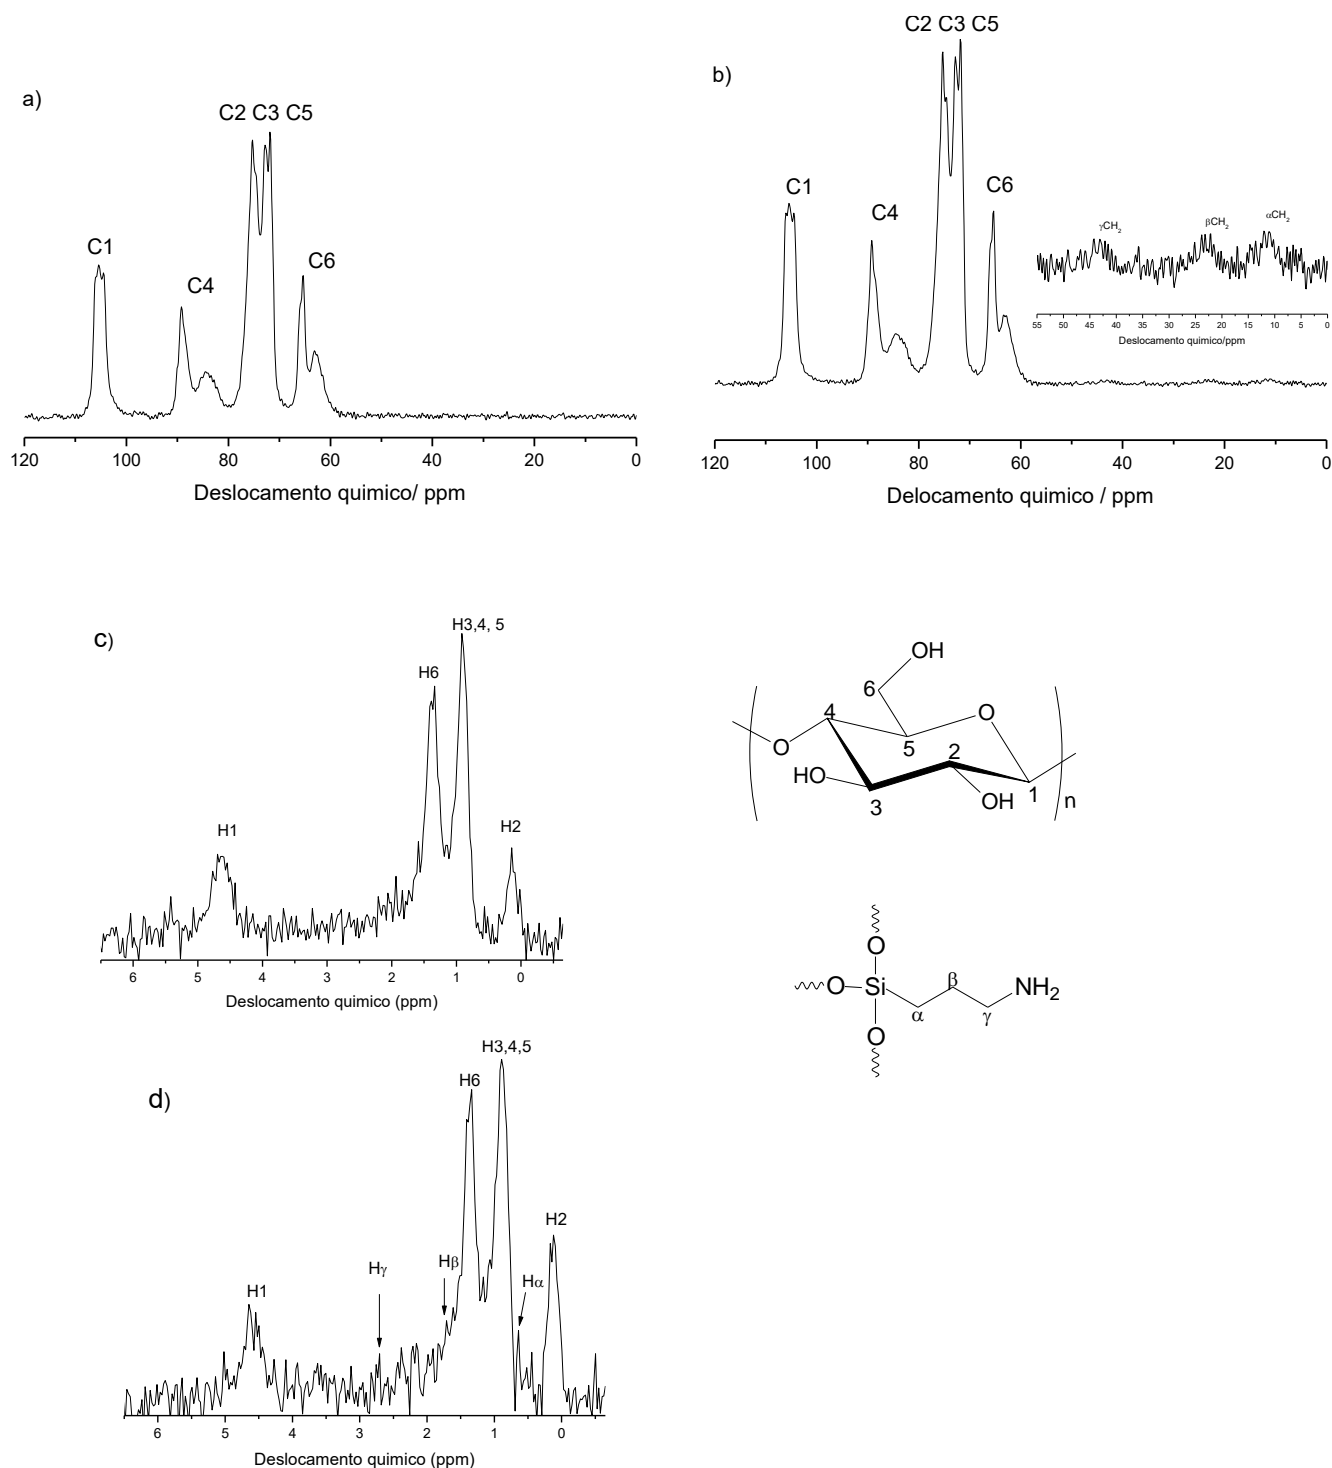 a)
C2 C3 C5
C1
C4
C6
120 100 80 60 40 20 0
Deslocamento quimico/ ppm
b)
C2 C3 C5
C1
C4
C6
γCH2
βCH2
αCH2
55 50 45 40 35 30 25 20 15 10 5 0
Deslocamento quimico/ppm
120 100 80 60 40 20 0
Delocamento quimico / ppm
c)
H3,4, 5
H6
H1
H2
6 5 4 3 2 1 0
Deslocamento quimico (ppm)
OH
6
4
O
5
2
O
HO
OH
1
3
n
O
O
Si
β
NH2
α
γ
O
d)
H3,4,5
H6
H2
Hγ
Hβ
Hα
H1
6 5 4 3 2 1 0
Deslocamento quimico (ppm)